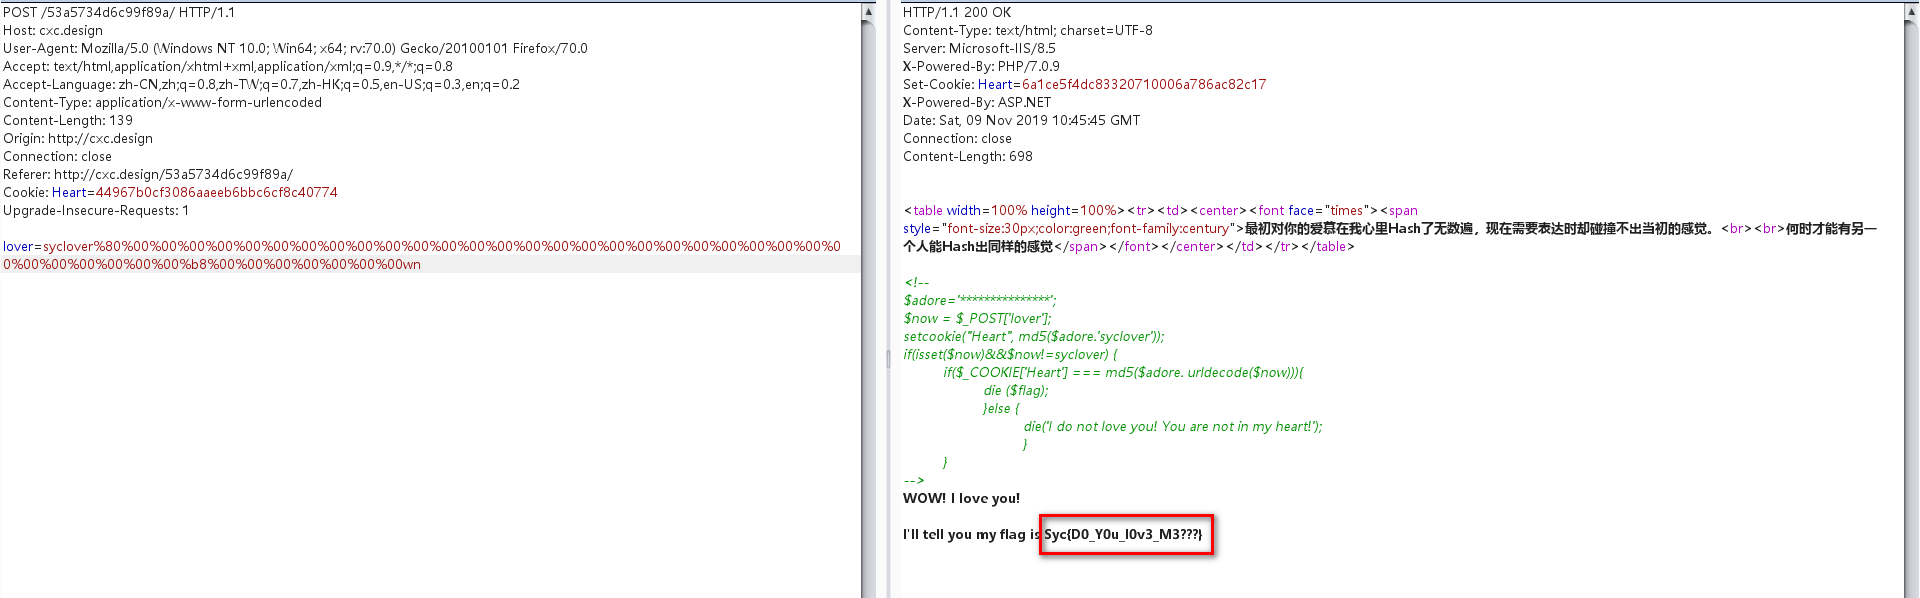 POST /53a5734d6c99f89a/ HTTP/1.1
Host: cxc.design
User-Agent: Mozilla/5.0 (Windows NT 10.0; Win64; x64; rv:70.0) Gecko/20100101 Firefox/70.0
Accept: text/html,application/xhtml+xml,application/xml;q=0.9,*/*;q=0.8
Accept-Language: zh-CN,zh;q=0.8,zh-TW;q=0.7,zh-HK;q=0.5,en-US;q=0.3,en;q=0.2
Content-Type: application/x-www-form-urlencoded
Content-Length: 139
Origin: http://cxc.design
Connection: close
Referer: http://cxc.design/53a5734d6c99f89a/
Cookie: Heart=44967b0cf3086aaeeb6bbc6cf8c40774
Upgrade-Insecure-Requests: 1
lover=syclover%80%00%00%00%00%00%00%00%00%00%00%00%00%00%00%00%00%00%00%00%00%00%00%00%00%00%0
0%00%00%00%00%00%00%b8%00%00%00%00%00%00%00wn
HTTP/1.1 200 OK
Content-Type: text/html; charset=UTF-8
Server: Microsoft-IIS/8.5
X-Powered-By: PHP/7.0.9
Set-Cookie: Heart=6a1ce5f4dc83320710006a786ac82c17
X-Powered-By: ASP.NET
Date: Sat, 09 Nov 2019 10:45:45 GMT
Connection: close
Content-Length: 698
<table width=100% height=100%><tr><td><center><font face="times"><span
style="font-size:30px;color:green;font-family:century">最初对你的爱慕在我心里Hash了无数遍，现在需要表达时却碰撞不出当初的感觉。<br><br>何时才能有另一
个人能Hash出同样的感觉</span></font></center></td></tr></table>
<!--
$adore='***************';
$now = $_POST['lover'];
setcookie("Heart", md5($adore.'syclover'));
if(isset($now)&&$now!=syclover) {
if($_COOKIE['Heart'] === md5($adore. urldecode($now))){
die ($flag);
}else {
die('I do not love you! You are not in my heart!');
}
}
-->
WOW! I love you!
I'll tell you my flag is Syc{D0_Y0u_l0v3_M3???}